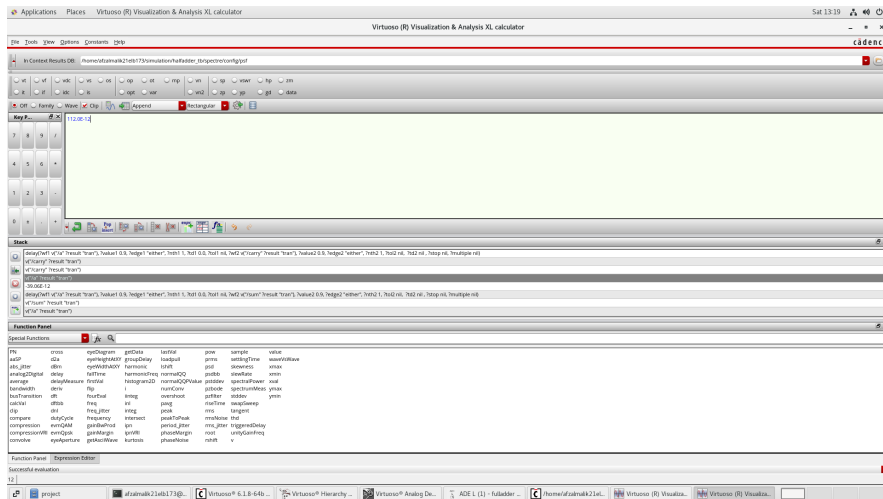 Applications Places Virtuoso (R) Visualization & Analysis XL calculator Sat 13:19
Virtuoso (R) Visualization & Analysis XL calculator
File Tools View Options Constants Help cādence
In Context Results DB: /home/afzalmalik21elb173/simulation/halfadder_tb/spectre/config/psf
vt vf vdc vs os op ot mp vn sp vswr hp zm
it if idc is opt var vn2 zp yp gd data
Off Family Wave Clip Append Rectangular
Key P...
112.0E-12
7 8 9 /
4 5 6 *
1 2 3 -
0 ± . +
Stack
delay(?wf1 v("/a" ?result "tran"), ?value1 0.9, ?edge1 "either", ?nth1 1, ?td1 0.0, ?tol1 nil, ?wf2 v("/carry" ?result "tran"), ?value2 0.9, ?edge2 "either", ?nth2 1, ?tol2 nil, ?td2 nil , ?stop nil, ?multiple nil)
v("/carry" ?result "tran")
v("/carry" ?result "tran")
v("/a" ?result "tran")
-39.06E-12
delay(?wf1 v("/a" ?result "tran"), ?value1 0.9, ?edge1 "either", ?nth1 1, ?td1 0.0, ?tol1 nil, ?wf2 v("/sum" ?result "tran"), ?value2 0.9, ?edge2 "either", ?nth2 1, ?tol2 nil, ?td2 nil , ?stop nil, ?multiple nil)
v("/sum" ?result "tran")
v("/a" ?result "tran")
Function Panel
Special Functions fx
PN cross eyeDiagram getData lastVal pow sample value
aaSP d2a eyeHeightAtXY groupDelay loadpull prms settlingTime waveVsWave
abs_jitter dBm eyeWidthAtXY harmonic lshift psd skewness xmax
analog2Digital delay fallTime harmonicFreq normalQQ psdbb slewRate xmin
average delayMeasure firstVal histogram2D normalQQPValue pstddev spectralPower xval
bandwidth deriv flip i numConv pzbode spectrumMeas ymax
busTransition dft fourEval iinteg overshoot pzfilter stddev ymin
calcVal dftbb freq inl pavg riseTime swapSweep
clip dnl freq_jitter integ peak rms tangent
compare dutyCycle frequency intersect peakToPeak rmsNoise thd
compression evmQAM gainBwProd ipn period_jitter rms_jitter triggeredDelay
compressionVRI evmQpsk gainMargin ipnVRI phaseMargin root unityGainFreq
convolve eyeAperture getAsciiWave kurtosis phaseNoise rshift v
Function Panel Expression Editor
Successful evaluation
12
project afzalmalik21elb173@... Virtuoso® 6.1.8-64b ... Virtuoso® Hierarchy ... Virtuoso® Analog De... ADE L (1) - fulladder ... /home/afzalmalik21el... Virtuoso (R) Visualiza... Virtuoso (R) Visualiza...